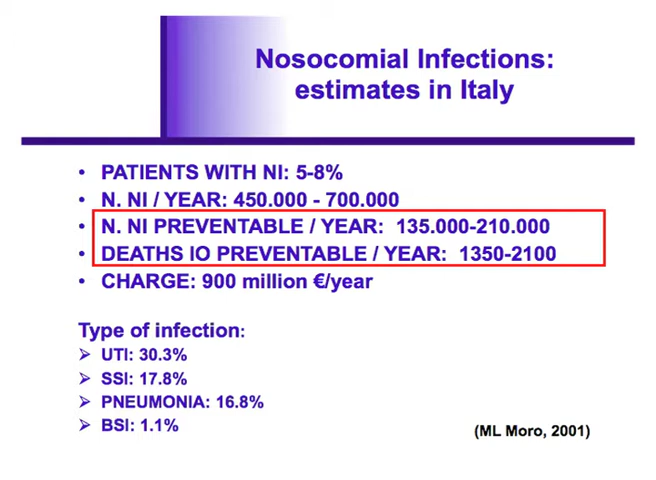 Nosocomial Infections:
estimates in Italy
• PATIENTS WITH NI: 5-8%
• N. NI / YEAR: 450.000 - 700.000
• N. NI PREVENTABLE / YEAR: 135.000-210.000
• DEATHS IO PREVENTABLE / YEAR: 1350-2100
• CHARGE: 900 million €/year
Type of infection:
➢ UTI: 30.3%
➢ SSI: 17.8%
➢ PNEUMONIA: 16.8%
➢ BSI: 1.1%
(ML Moro, 2001)